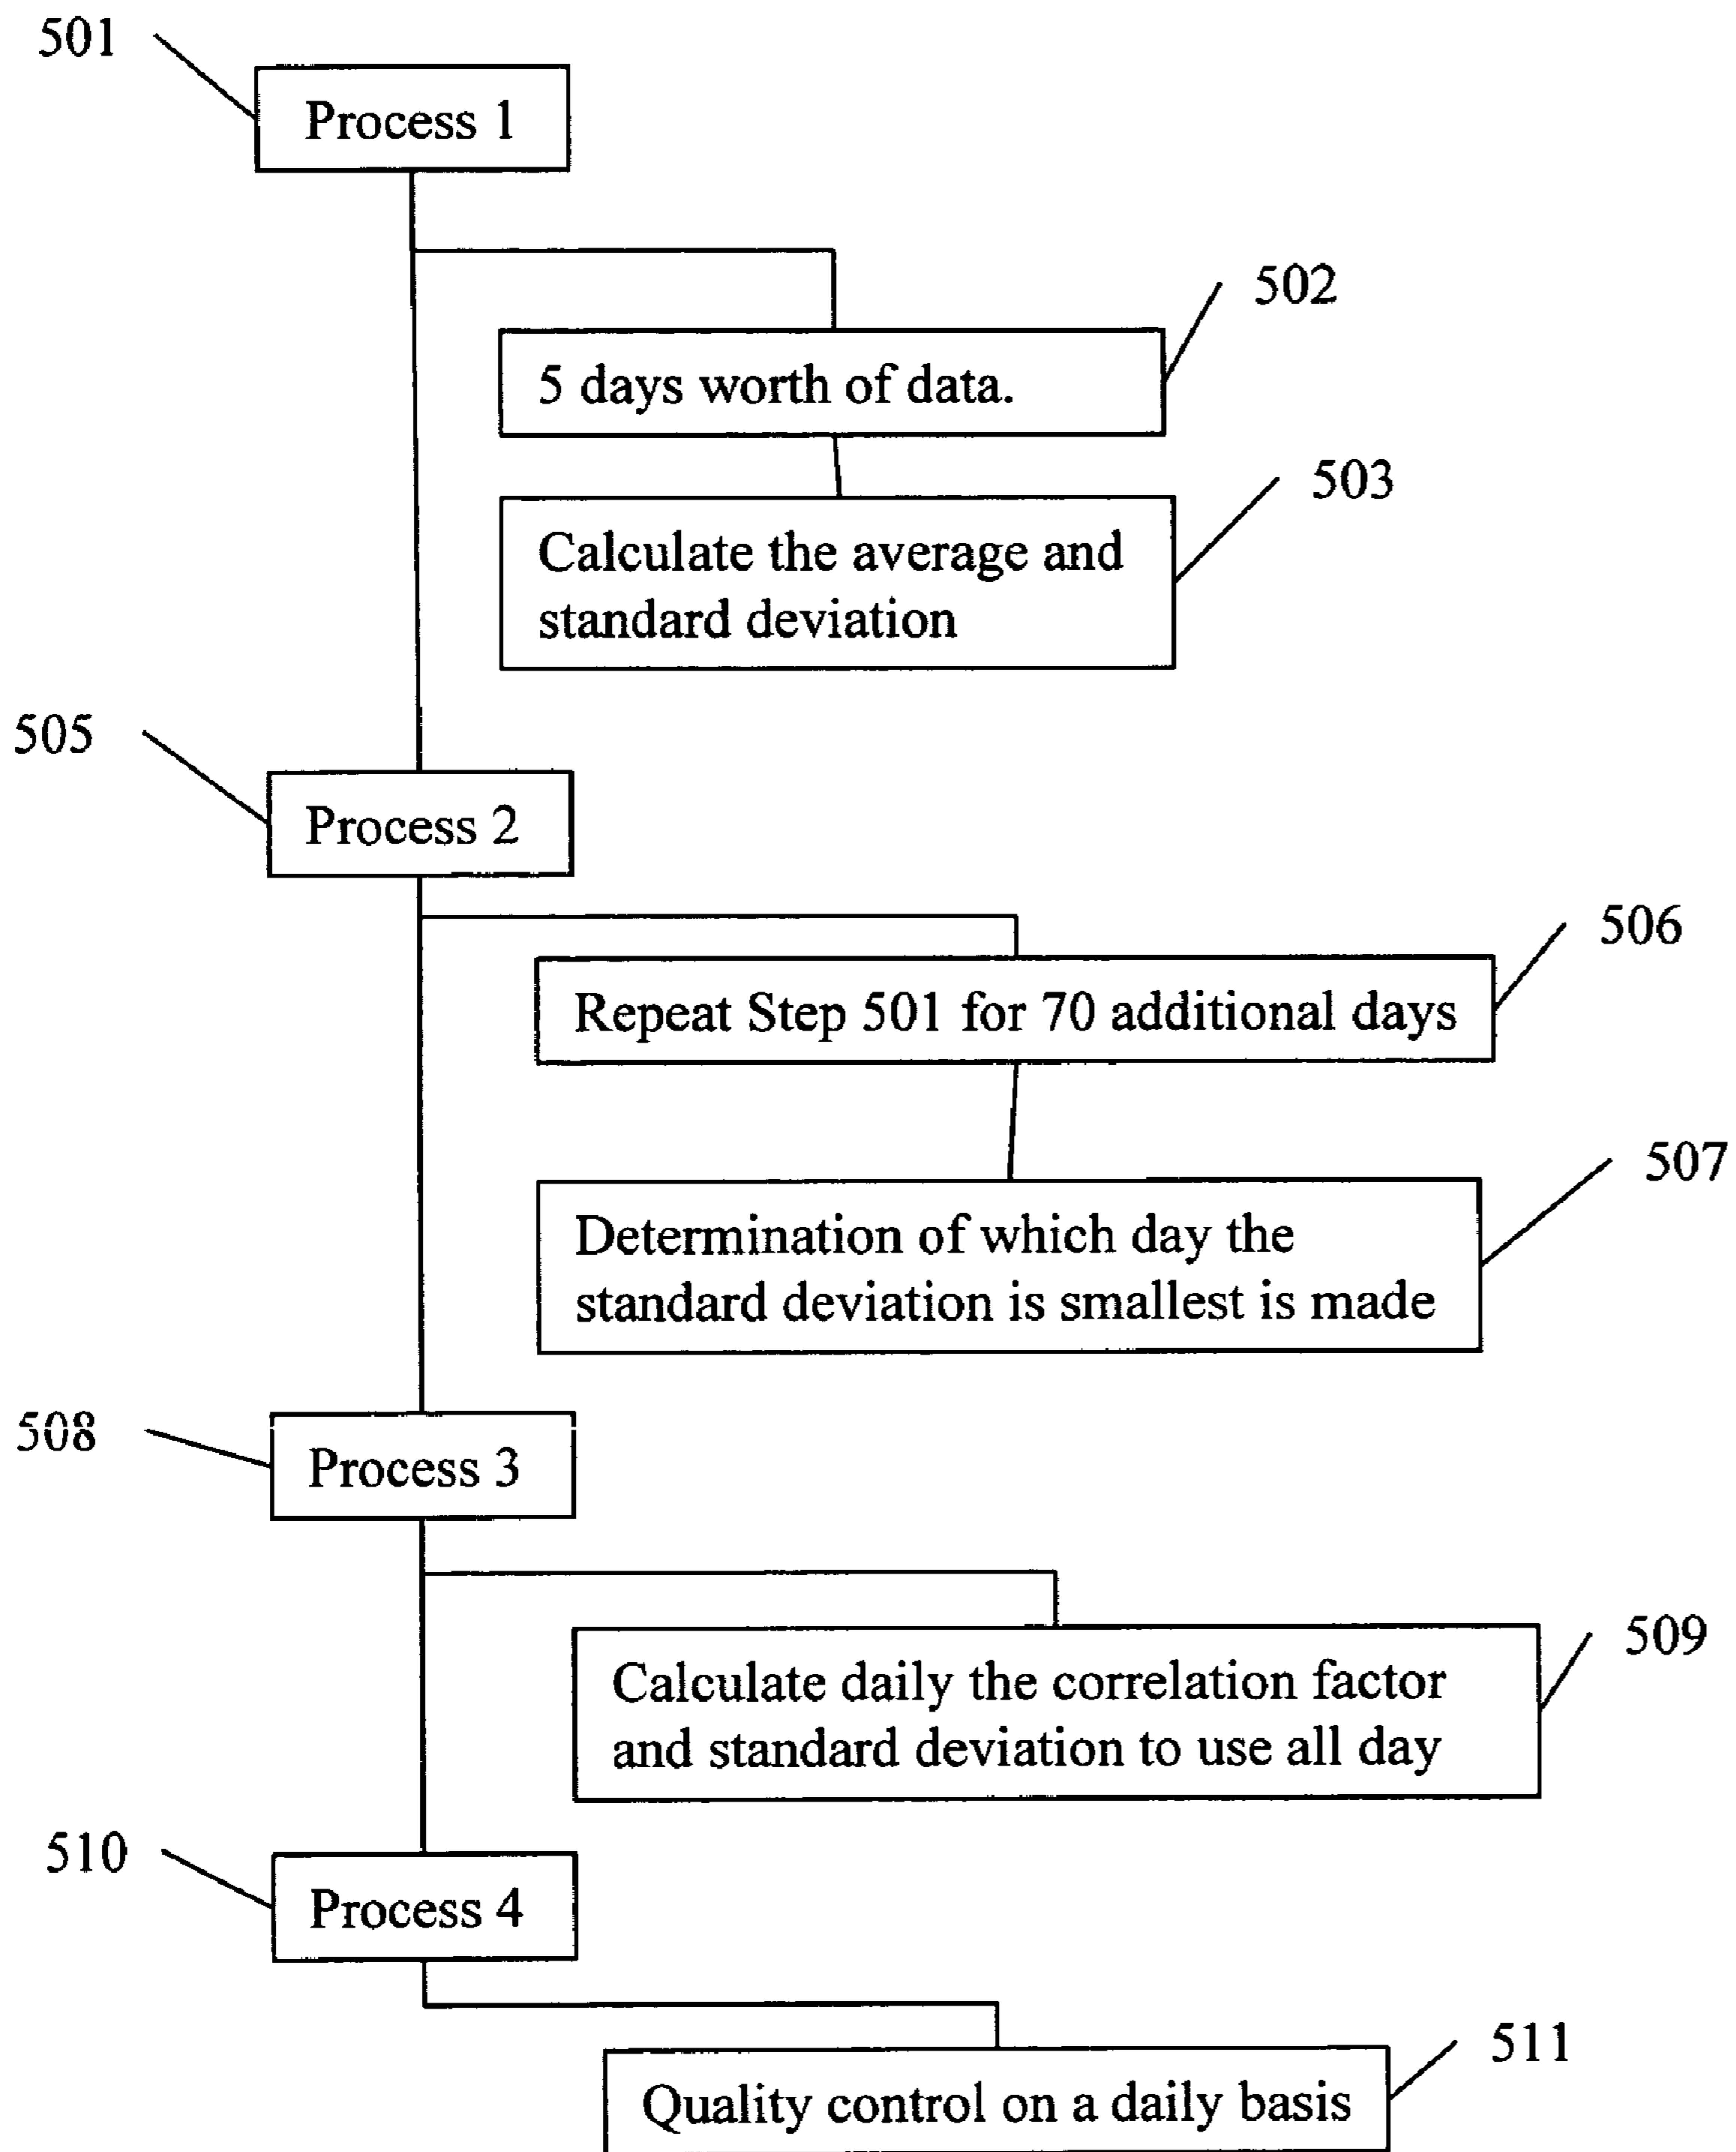 501
Process 1
502
5 days worth of data.
503
Calculate the average and
standard deviation
505
Process 2
506
Repeat Step 501 for 70 additional days
507
Determination of which day the
standard deviation is smallest is made
508
Process 3
509
Calculate daily the correlation factor
and standard deviation to use all day
510
Process 4
511
Quality control on a daily basis